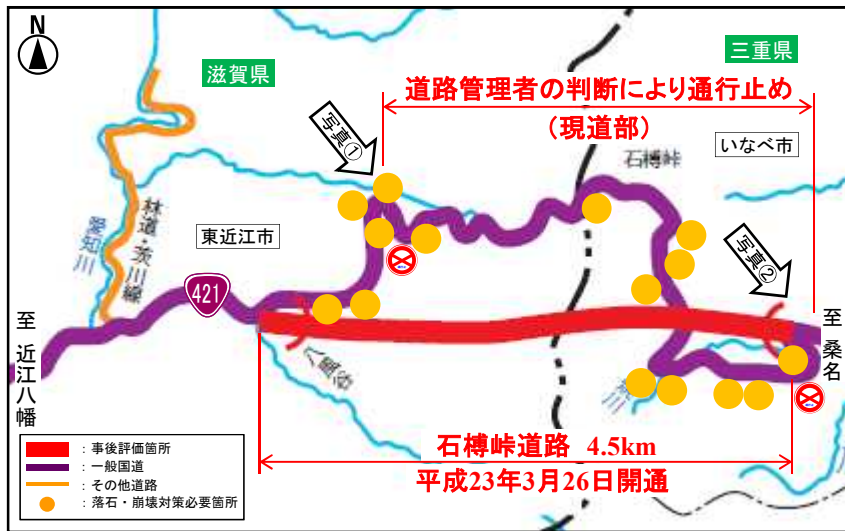 N
滋賀県
三重県
道路管理者の判断により通行止め
(現道部)
写真①
石榑峠
いなべ市
林道・茨川線
愛知川
東近江市
写真②
421
至 近江八幡
至 桑名
八風谷
石榑峠道路 4.5km
平成23年3月26日開通
：事後評価箇所
：一般国道
：その他道路
：落石・崩壊対策必要箇所